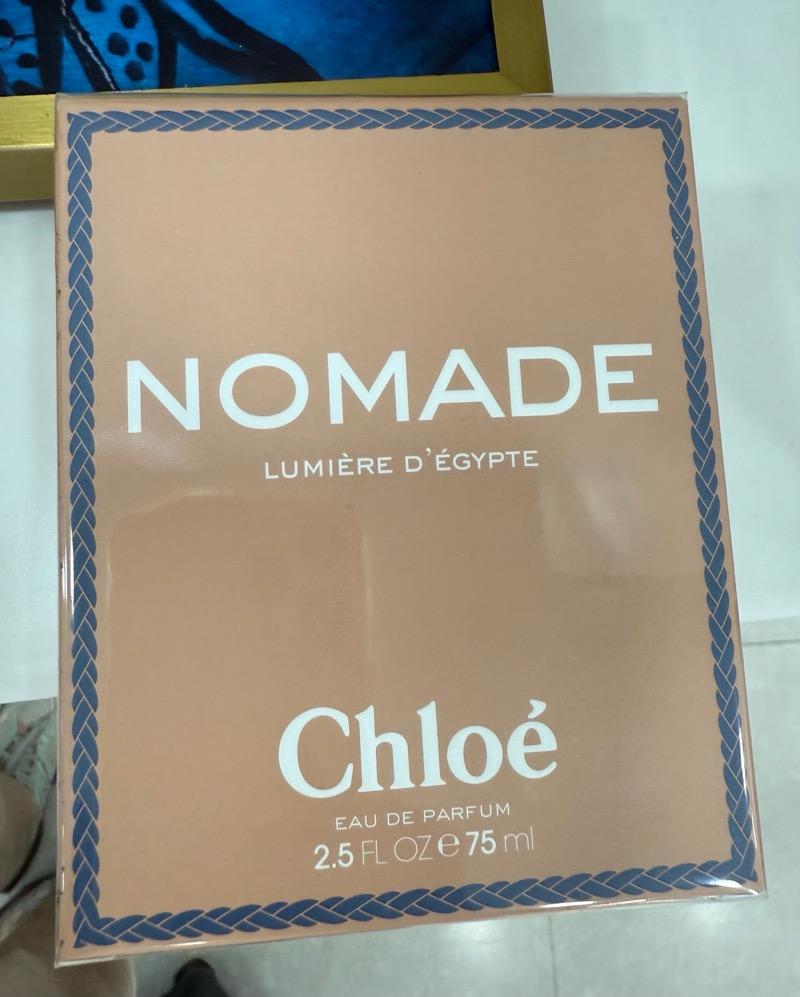 NOMADE
LUMIÈRE D'ÉGYPTE
Chloé
EAU DE PARFUM
2.5 FL OZ e 75 ml